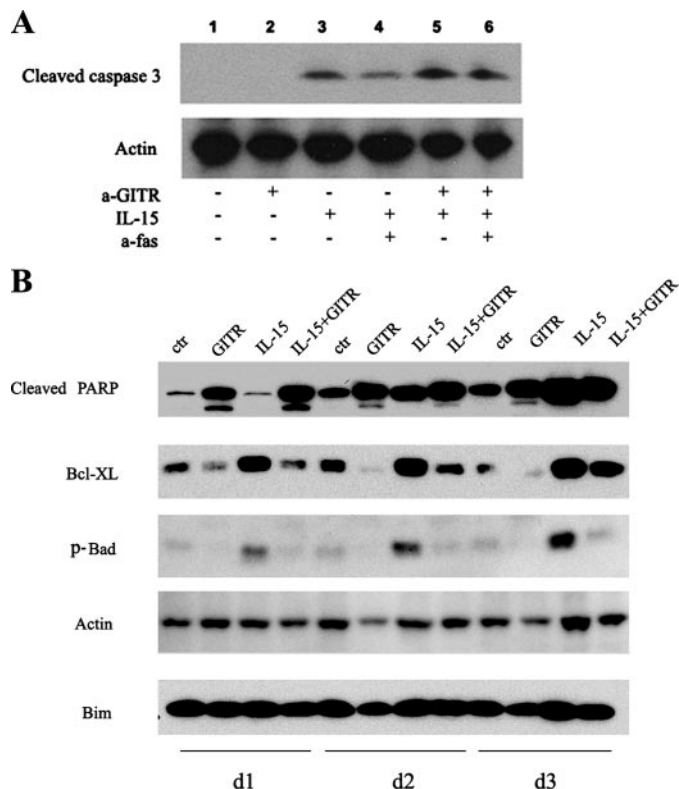 A
1 2 3 4 5 6
Cleaved caspase 3
Actin
a-GITR - + - - + +
IL-15 - - + + + +
a-fas - - - + - +
B
ctr GITR IL-15 IL-15+GITR ctr GITR IL-15 IL-15+GITR ctr GITR IL-15 IL-15+GITR
Cleaved PARP
Bcl-XL
p-Bad
Actin
Bim
d1 d2 d3